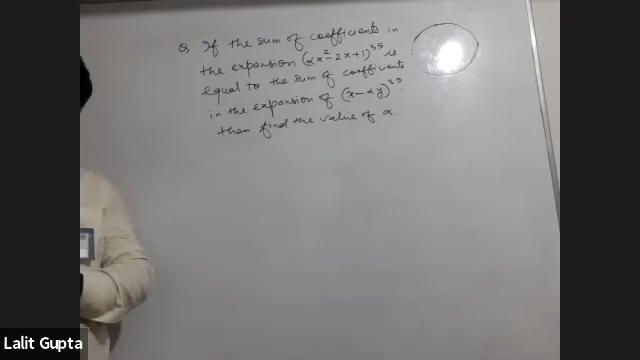 Q. If the sum of coefficients in
the expansion (αx²-2x+1)³⁵ is
equal to the sum of coefficients
in the expansion of (x-αy)³⁵.
then find the value of α.
Lalit Gupta